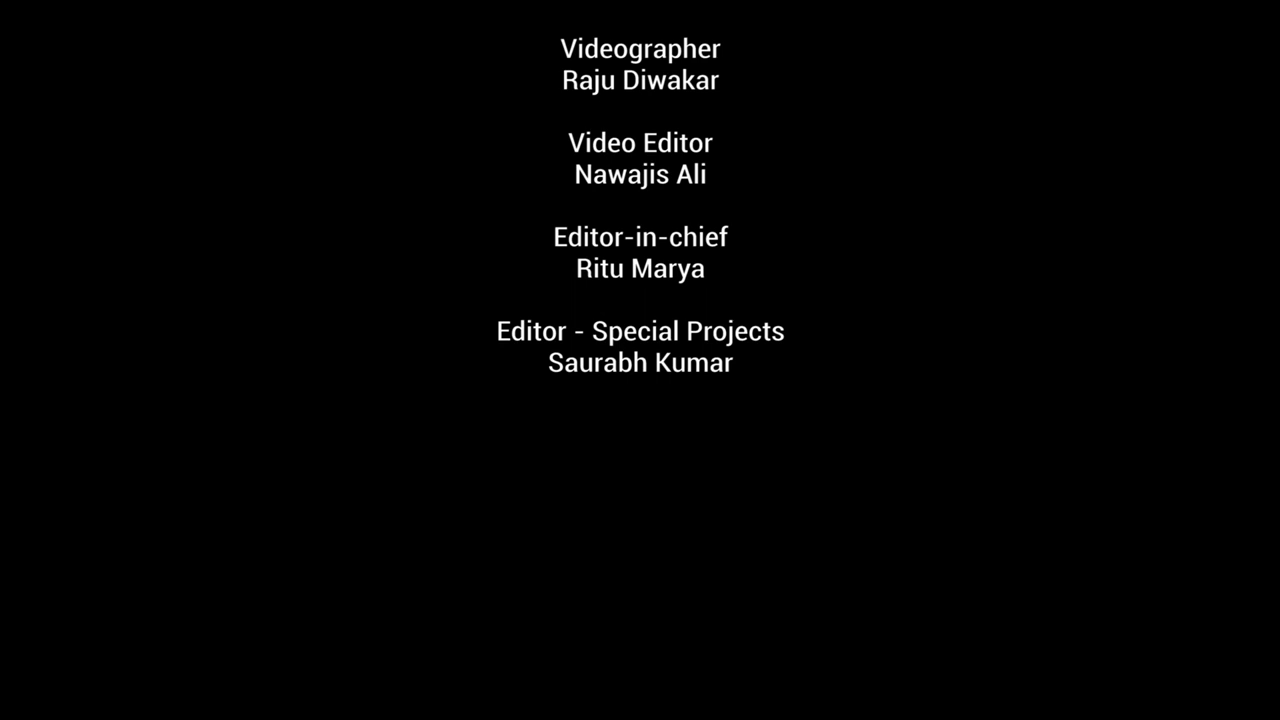 Videographer
Raju Diwakar
Video Editor
Nawajis Ali
Editor-in-chief
Ritu Marya
Editor - Special Projects
Saurabh Kumar